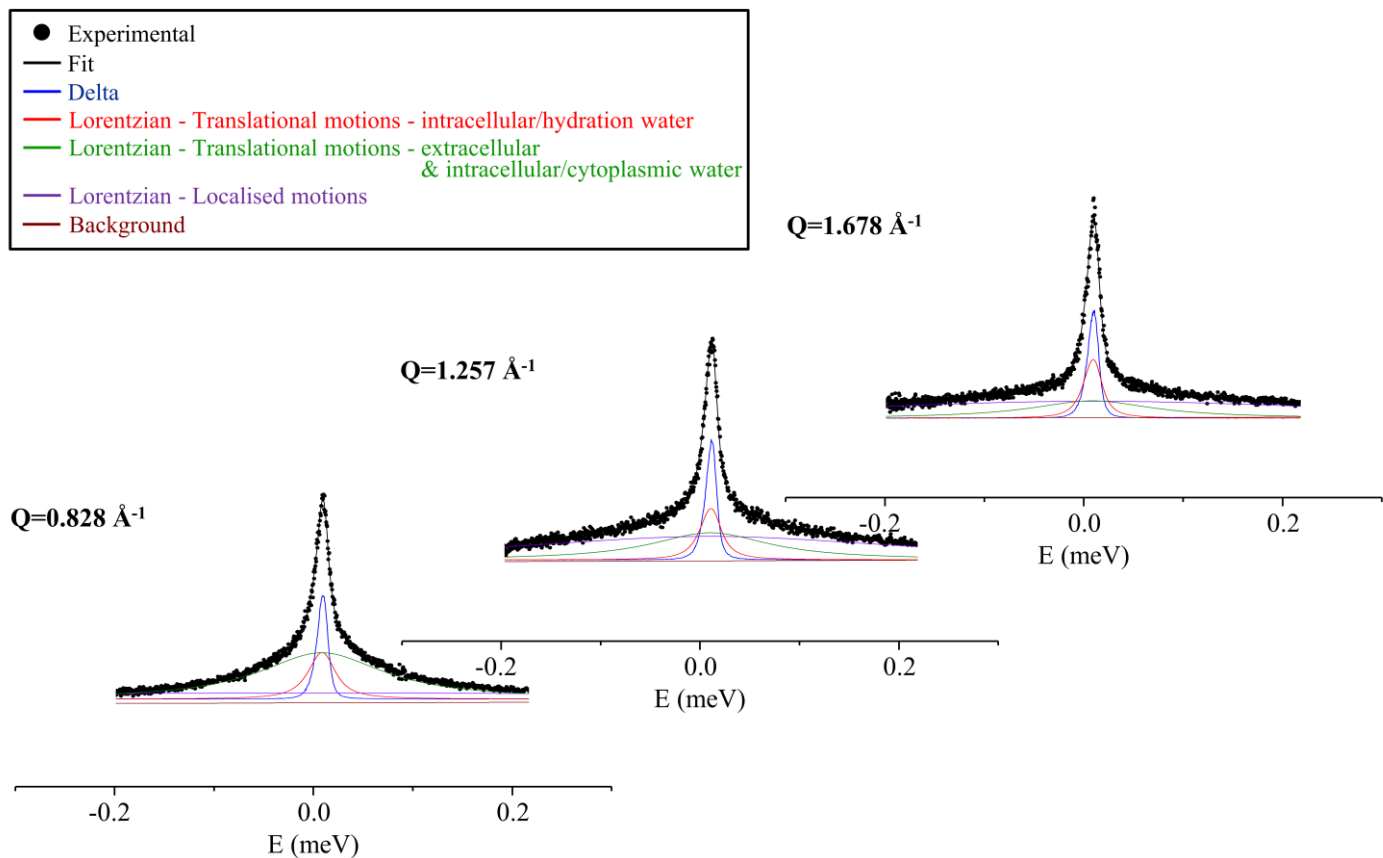 Experimental
Fit
Delta
Lorentzian - Translational motions - intracellular/hydration water
Lorentzian - Translational motions - extracellular
& intracellular/cytoplasmic water
Lorentzian - Localised motions
Background
Q=1.678 Å-1
-0.2 0.0 0.2
E (meV)
Q=1.257 Å-1
-0.2 0.0 0.2
E (meV)
Q=0.828 Å-1
-0.2 0.0 0.2
E (meV)